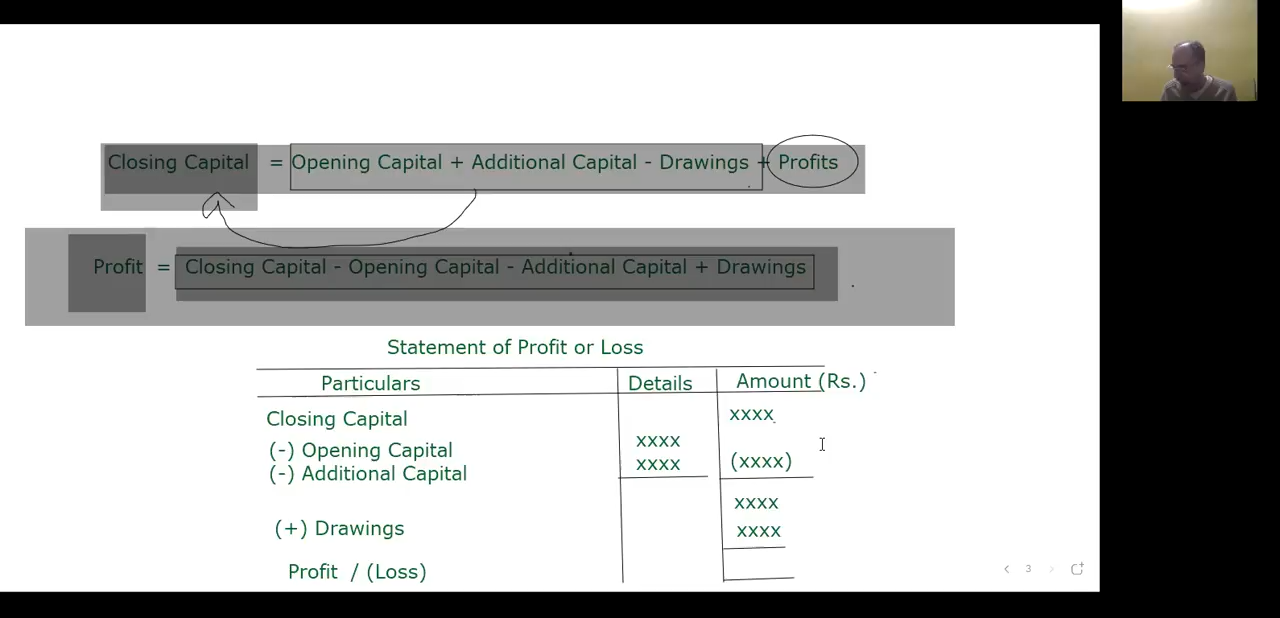 Closing Capital = Opening Capital + Additional Capital - Drawings + Profits
Profit = Closing Capital - Opening Capital - Additional Capital + Drawings
Statement of Profit or Loss
Particulars Details Amount (Rs.)
Closing Capital xxxx
(-) Opening Capital xxxx
(-) Additional Capital xxxx (xxxx)
xxxx
(+) Drawings xxxx
Profit / (Loss)
3